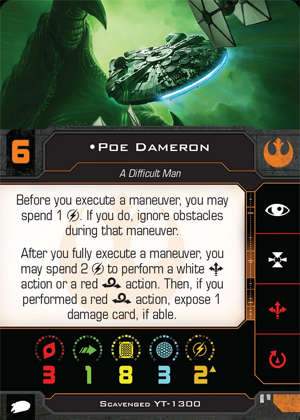 6
•Poe Dameron
A Difficult Man
Before you execute a maneuver, you may
spend 1 . If you do, ignore obstacles
during that maneuver.
After you fully execute a maneuver, you
may spend 2 to perform a white
action or a red action. Then, if you
performed a red action, expose 1
damage card, if able.
3 1 8 3 2
Scavenged YT-1300